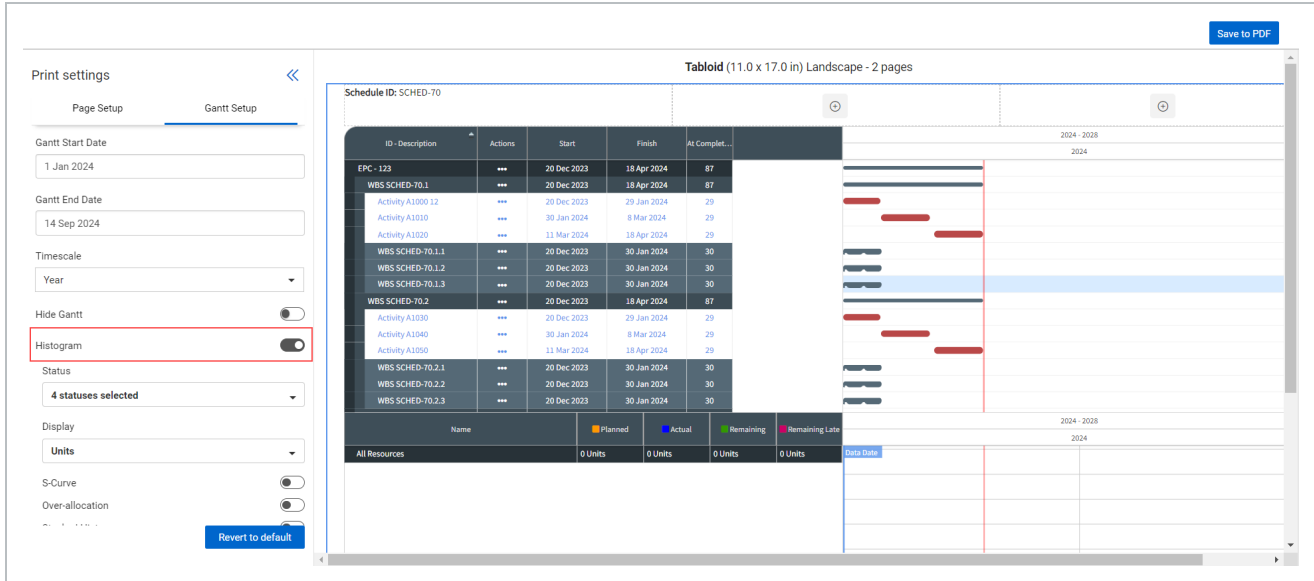 Save to PDF
Print settings
Page Setup Gantt Setup
Gantt Start Date
1 Jan 2024
Gantt End Date
14 Sep 2024
Timescale
Year
Hide Gantt
Histogram
Status
4 statuses selected
Display
Units
S-Curve
Over-allocation
Revert to default
Tabloid (11.0 x 17.0 in) Landscape - 2 pages
Schedule ID: SCHED-70
ID - Description Actions Start Finish At Complet...
2024 - 2028
2024
EPC - 123 ••• 20 Dec 2023 18 Apr 2024 87
WBS SCHED-70.1 ••• 20 Dec 2023 18 Apr 2024 87
Activity A1000 12 ••• 20 Dec 2023 29 Jan 2024 29
Activity A1010 ••• 30 Jan 2024 8 Mar 2024 29
Activity A1020 ••• 11 Mar 2024 18 Apr 2024 29
WBS SCHED-70.1.1 ••• 20 Dec 2023 30 Jan 2024 30
WBS SCHED-70.1.2 ••• 20 Dec 2023 30 Jan 2024 30
WBS SCHED-70.1.3 ••• 20 Dec 2023 30 Jan 2024 30
WBS SCHED-70.2 ••• 20 Dec 2023 18 Apr 2024 87
Activity A1030 ••• 20 Dec 2023 29 Jan 2024 29
Activity A1040 ••• 30 Jan 2024 8 Mar 2024 29
Activity A1050 ••• 11 Mar 2024 18 Apr 2024 29
WBS SCHED-70.2.1 ••• 20 Dec 2023 30 Jan 2024 30
WBS SCHED-70.2.2 ••• 20 Dec 2023 30 Jan 2024 30
WBS SCHED-70.2.3 ••• 20 Dec 2023 30 Jan 2024 30
Name Planned Actual Remaining Remaining Late
2024 - 2028
2024
All Resources 0 Units 0 Units 0 Units 0 Units
Data Date